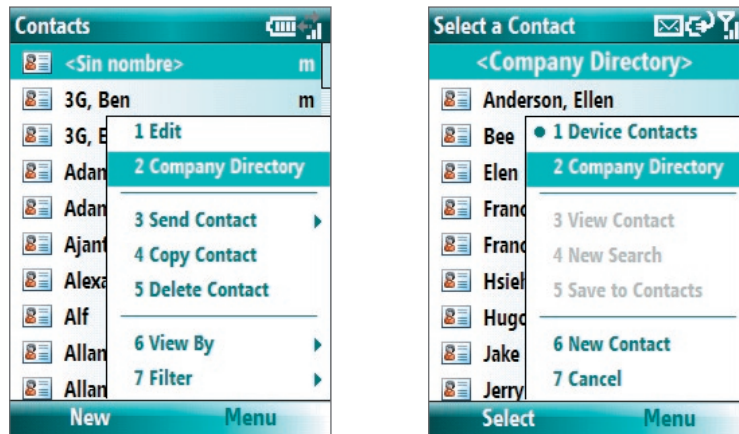 Contacts
<Sin nombre> m
3G, Ben m
3G, E
Adan
Adan
Ajant
Alexa
Alf
Allan
Allan
1 Edit
2 Company Directory
3 Send Contact
4 Copy Contact
5 Delete Contact
6 View By
7 Filter
New Menu
Select a Contact
<Company Directory>
Anderson, Ellen
Bee
Elen
Franc
Franc
Hsieh
Hugo
Jake
Jerry
1 Device Contacts
2 Company Directory
3 View Contact
4 New Search
5 Save to Contacts
6 New Contact
7 Cancel
Select Menu